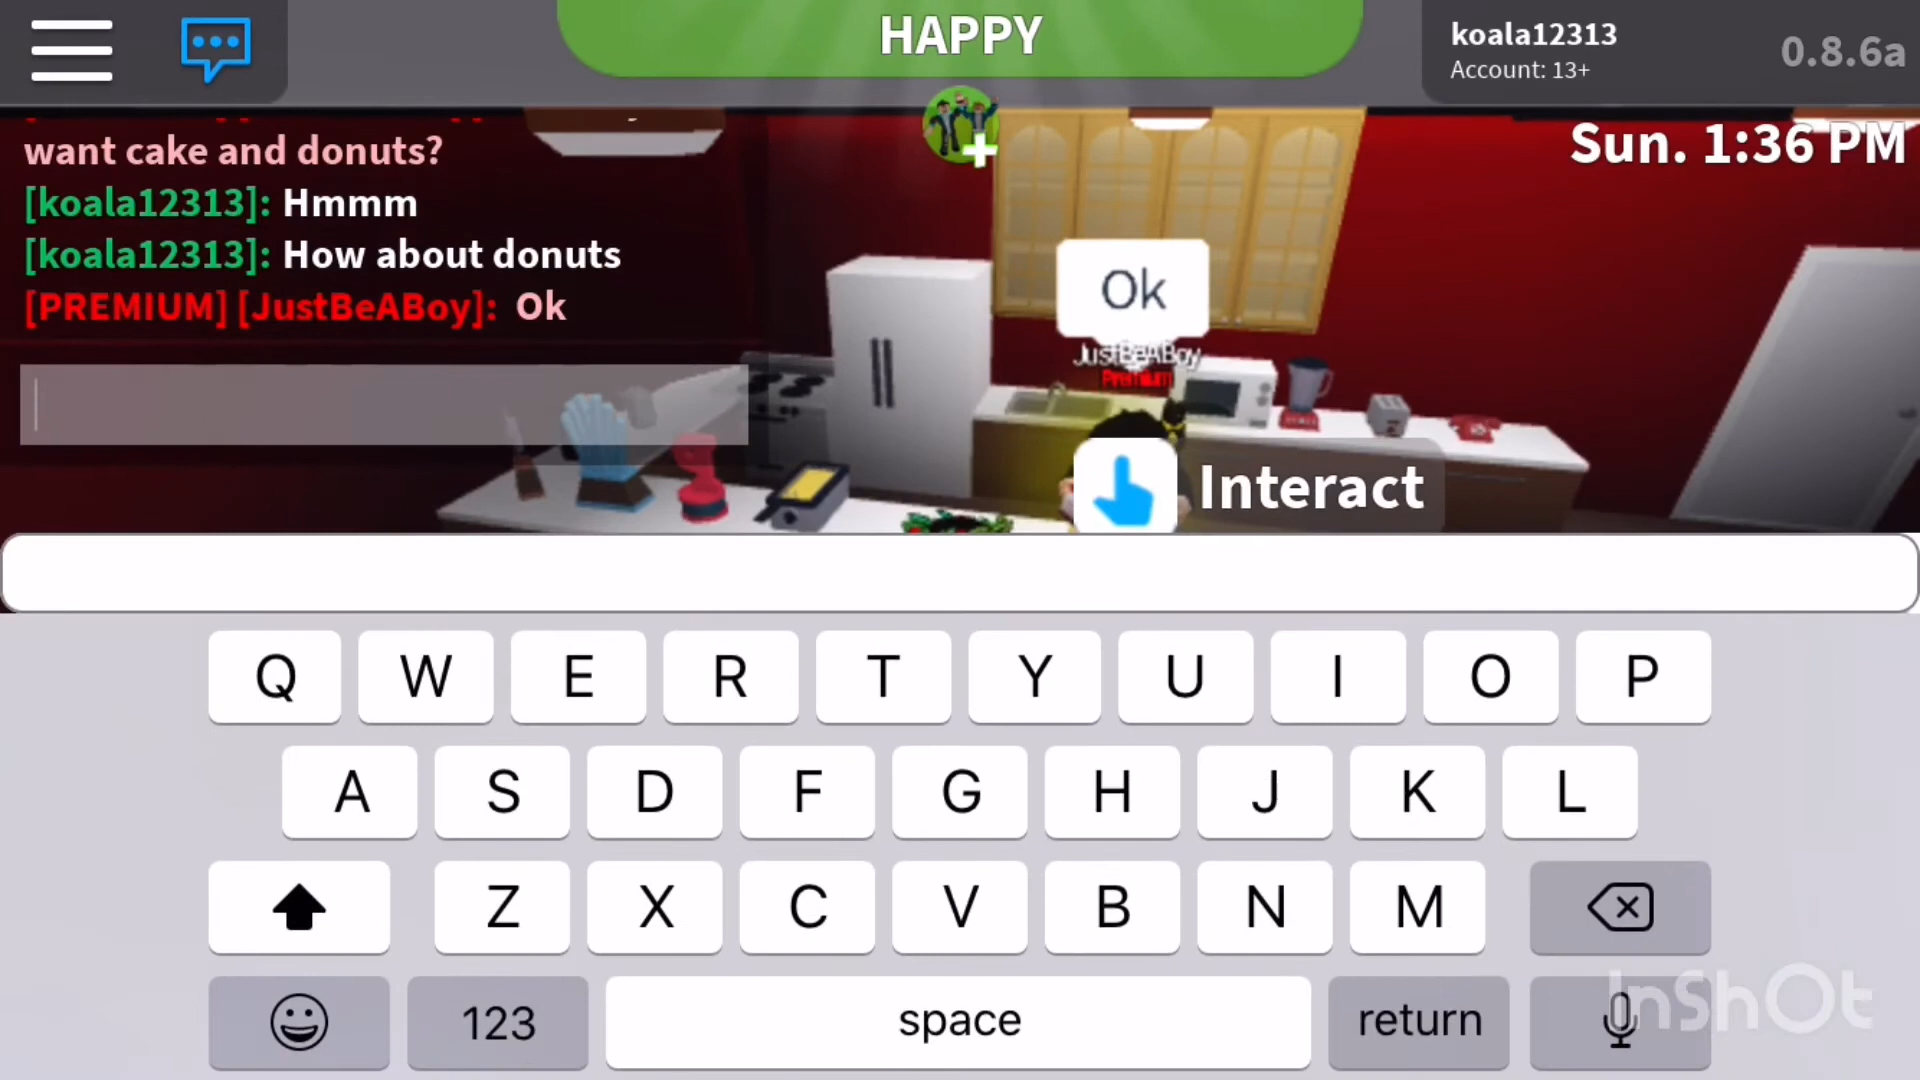 HAPPY
koala12313
Account: 13+
0.8.6a
Sun. 1:36 PM
want cake and donuts?
[koala12313]: Hmmm
[koala12313]: How about donuts
[PREMIUM] [JustBeABoy]: Ok
Ok
JustBeABoy
Premium
Interact
Q W E R T Y U I O P
A S D F G H J K L
Z X C V B N M
123 space return
InShOt